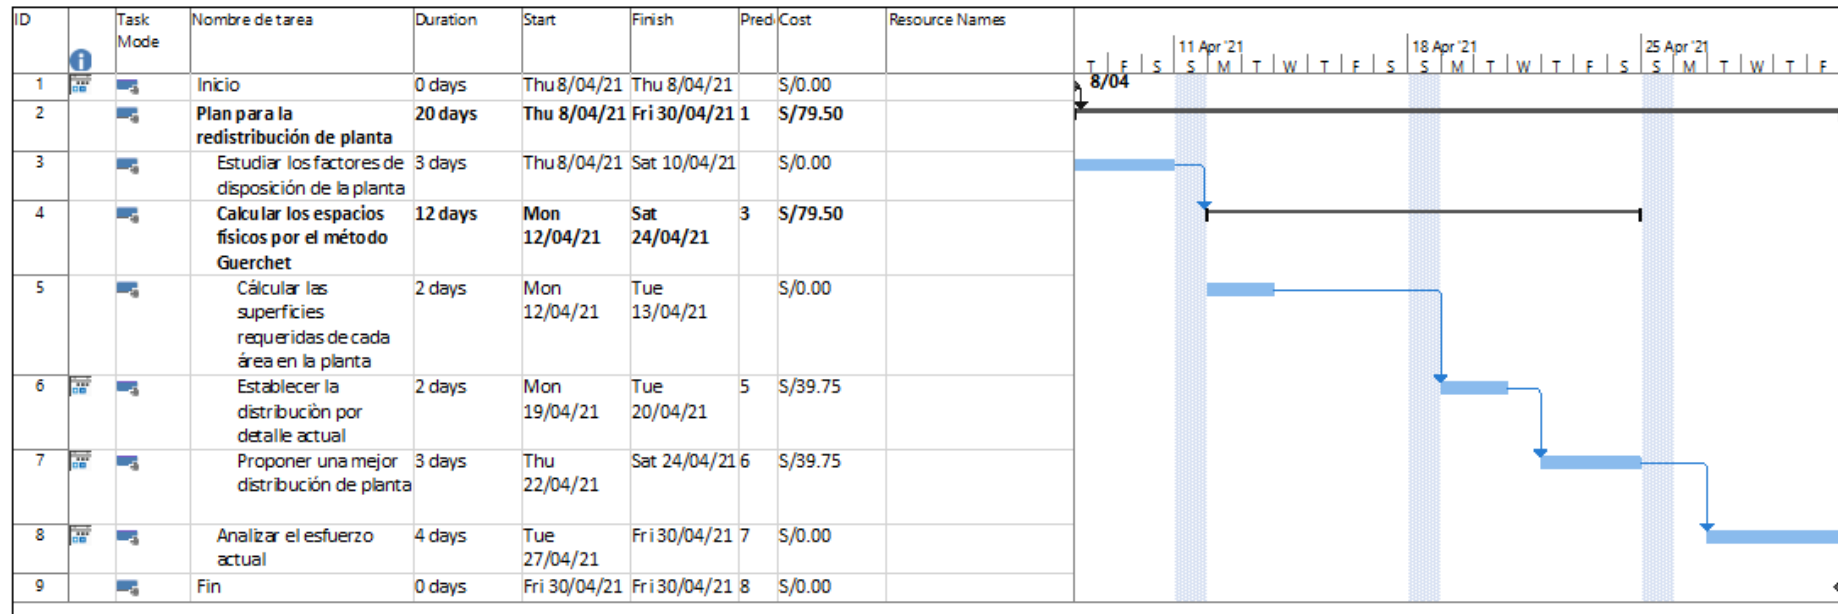 ID Task Nombre de tarea Duration Start Finish Pred Cost Resource Names
Mode
11 Apr '21 18 Apr '21 25 Apr '21
T F S S M T W T F S S M T W T F S S M T W T F
1 Inicio 0 days Thu 8/04/21 Thu 8/04/21 S/0.00 8/04
2 Plan para la 20 days Thu 8/04/21 Fri 30/04/21 1 S/79.50
redistribución de planta
3 Estudiar los factores de 3 days Thu 8/04/21 Sat 10/04/21 S/0.00
disposición de la planta
4 Calcular los espacios 12 days Mon Sat 3 S/79.50
físicos por el método 12/04/21 24/04/21
Guerchet
5 Cálcular las 2 days Mon Tue S/0.00
superficies 12/04/21 13/04/21
requeridas de cada
área en la planta
6 Establecer la 2 days Mon Tue 5 S/39.75
distribuciòn por 19/04/21 20/04/21
detalle actual
7 Proponer una mejor 3 days Thu Sat 24/04/21 6 S/39.75
distribución de planta 22/04/21
8 Analizar el esfuerzo 4 days Tue Fri 30/04/21 7 S/0.00
actual 27/04/21
9 Fin 0 days Fri 30/04/21 Fri 30/04/21 8 S/0.00